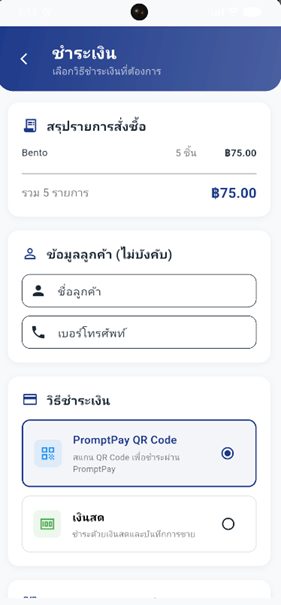 ชำระเงิน
เลือกวิธีชำระเงินที่ต้องการ
สรุปรายการสั่งซื้อ
Bento 5 ชิ้น ฿75.00
รวม 5 รายการ ฿75.00
ข้อมูลลูกค้า (ไม่บังคับ)
ชื่อลูกค้า
เบอร์โทรศัพท์
วิธีชำระเงิน
PromptPay QR Code
สแกน QR Code เพื่อชำระผ่าน
PromptPay
เงินสด
ชำระด้วยเงินสดและบันทึกการขาย